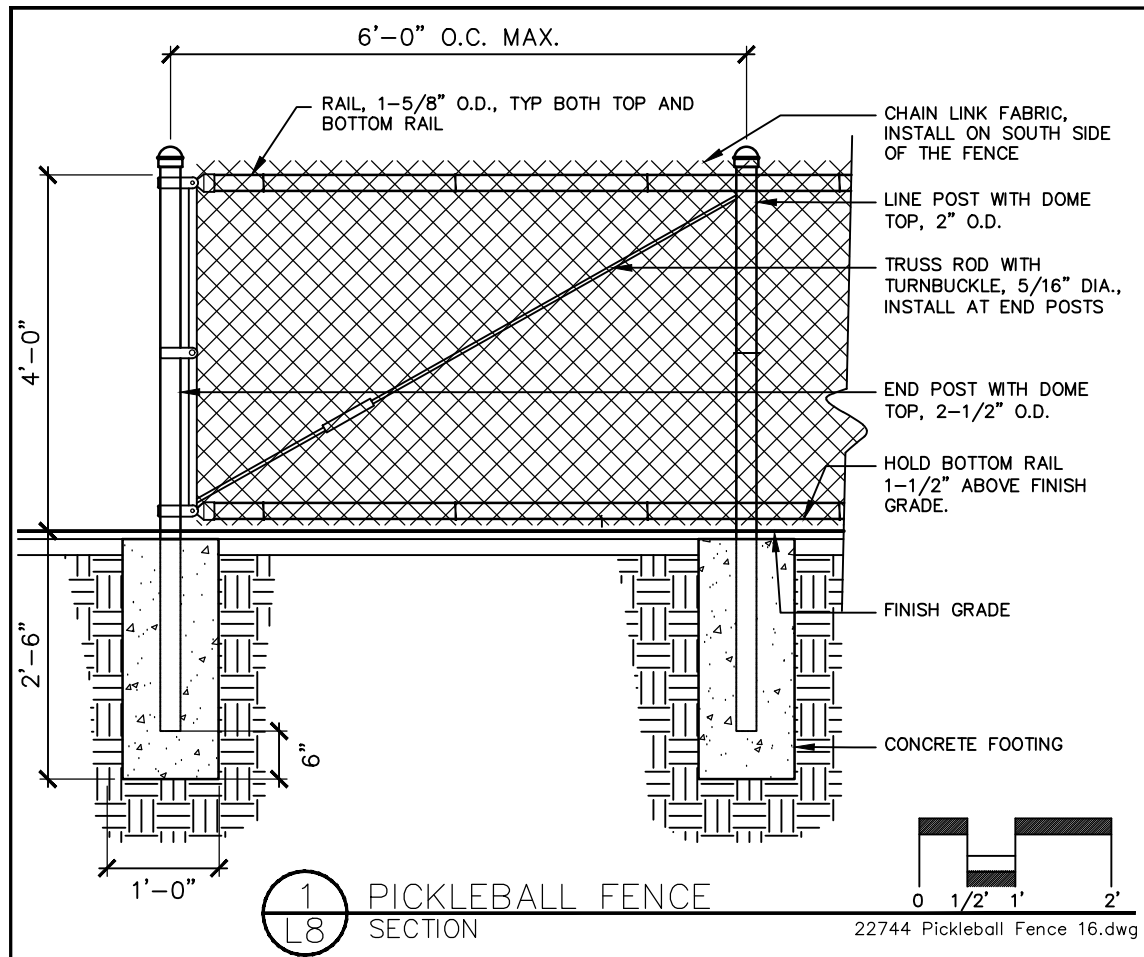 6'-0" O.C. MAX.
RAIL, 1-5/8" O.D., TYP BOTH TOP AND
BOTTOM RAIL
CHAIN LINK FABRIC,
INSTALL ON SOUTH SIDE
OF THE FENCE
LINE POST WITH DOME
TOP, 2" O.D.
TRUSS ROD WITH
TURNBUCKLE, 5/16" DIA.,
INSTALL AT END POSTS
4'-0"
END POST WITH DOME
TOP, 2-1/2" O.D.
HOLD BOTTOM RAIL
1-1/2" ABOVE FINISH
GRADE.
FINISH GRADE
2'-6"
6"
CONCRETE FOOTING
1'-0"
1
L8
PICKLEBALL FENCE
SECTION
0 1/2' 1' 2'
22744 Pickleball Fence 16.dwg